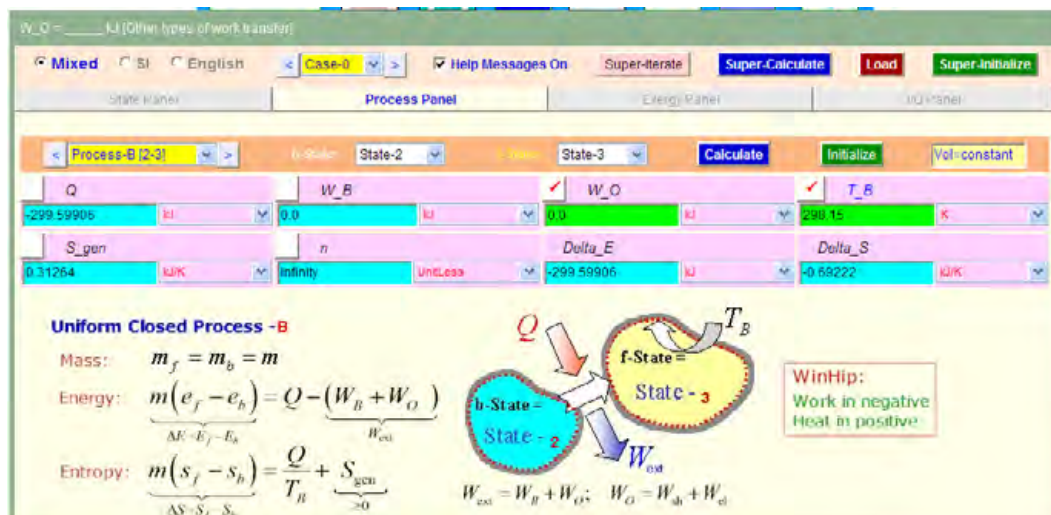 W_O = _____ kJ [Other types of work transfer]
Mixed SI English < Case-0 > Help Messages On Super-Iterate Super-Calculate Load Super-Initialize
State Panel Process Panel Exergy Panel I/O Panel
< Process-B [2-3] > b-State: State-2 State-3 Calculate Initialize Vol=constant
Q W_B W_O T_B
-299.59906 kJ 0.0 kJ 0.0 kJ 298.15 K
S_gen n Delta_E Delta_S
0.31264 kJ/K Infinity UnitLess -299.59906 kJ -0.69222 kJ/K
Uniform Closed Process -B
Mass: m_f = m_b = m
Energy: m(e_f − e_b) = Q − (W_B + W_O)
ΔE=E_f−E_b W_ext
Entropy: m(s_f − s_b) = Q/T_B + S_gen
ΔS=S_f−S_b ≥0
Q
T_B
f-State =
State - 3
b-State =
State - 2
W_ext
W_ext = W_B + W_O; W_O = W_sh + W_el
WinHip:
Work in negative
Heat in positive